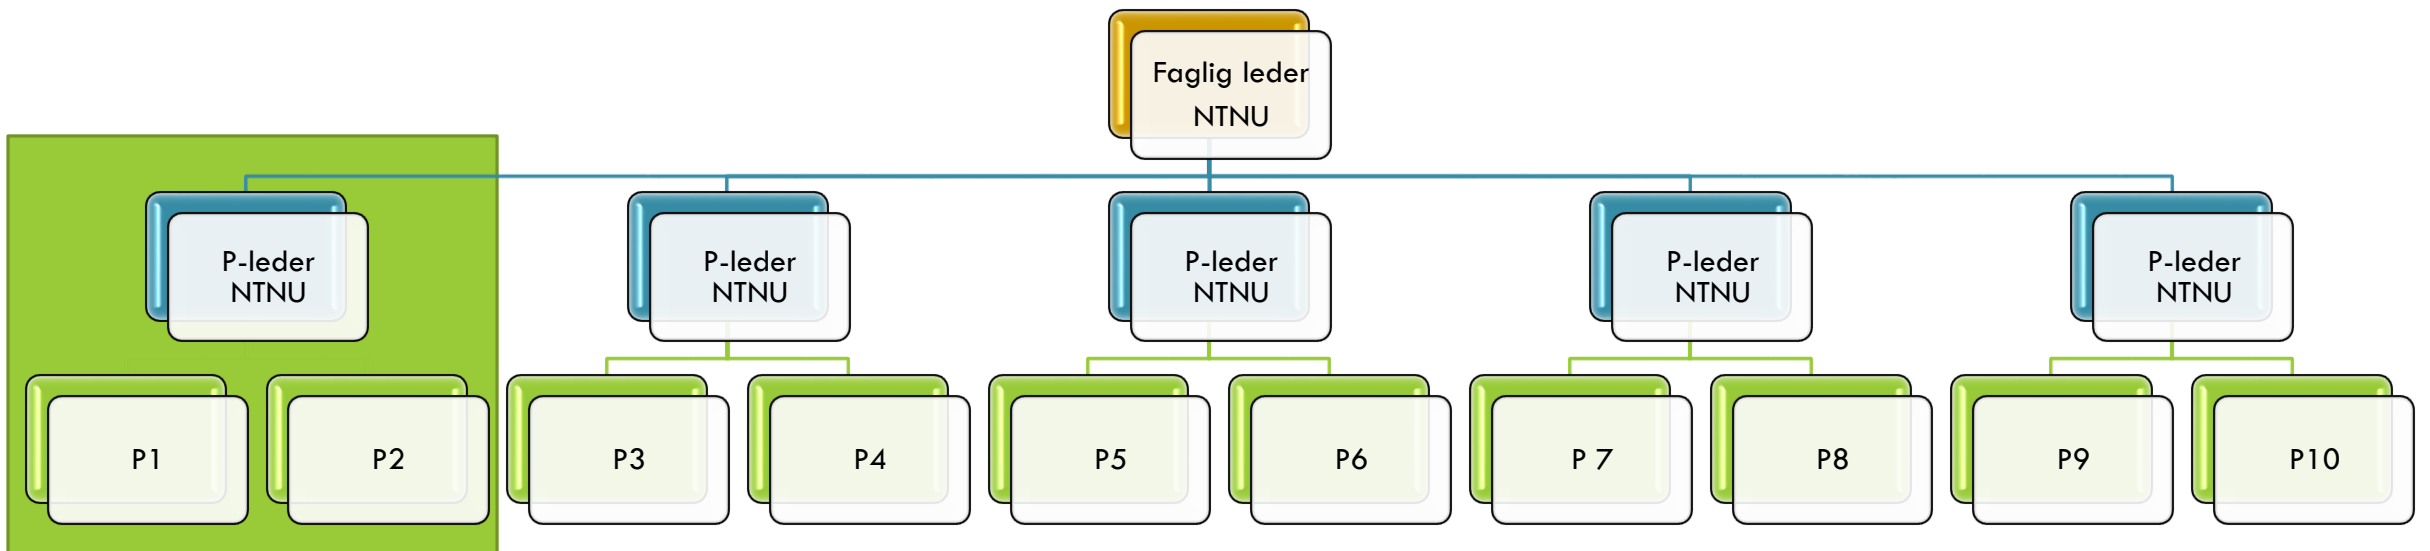 Faglig leder
NTNU
P-leder
NTNU
P-leder
NTNU
P-leder
NTNU
P-leder
NTNU
P-leder
NTNU
P1
P2
P3
P4
P5
P6
P 7
P8
P9
P10